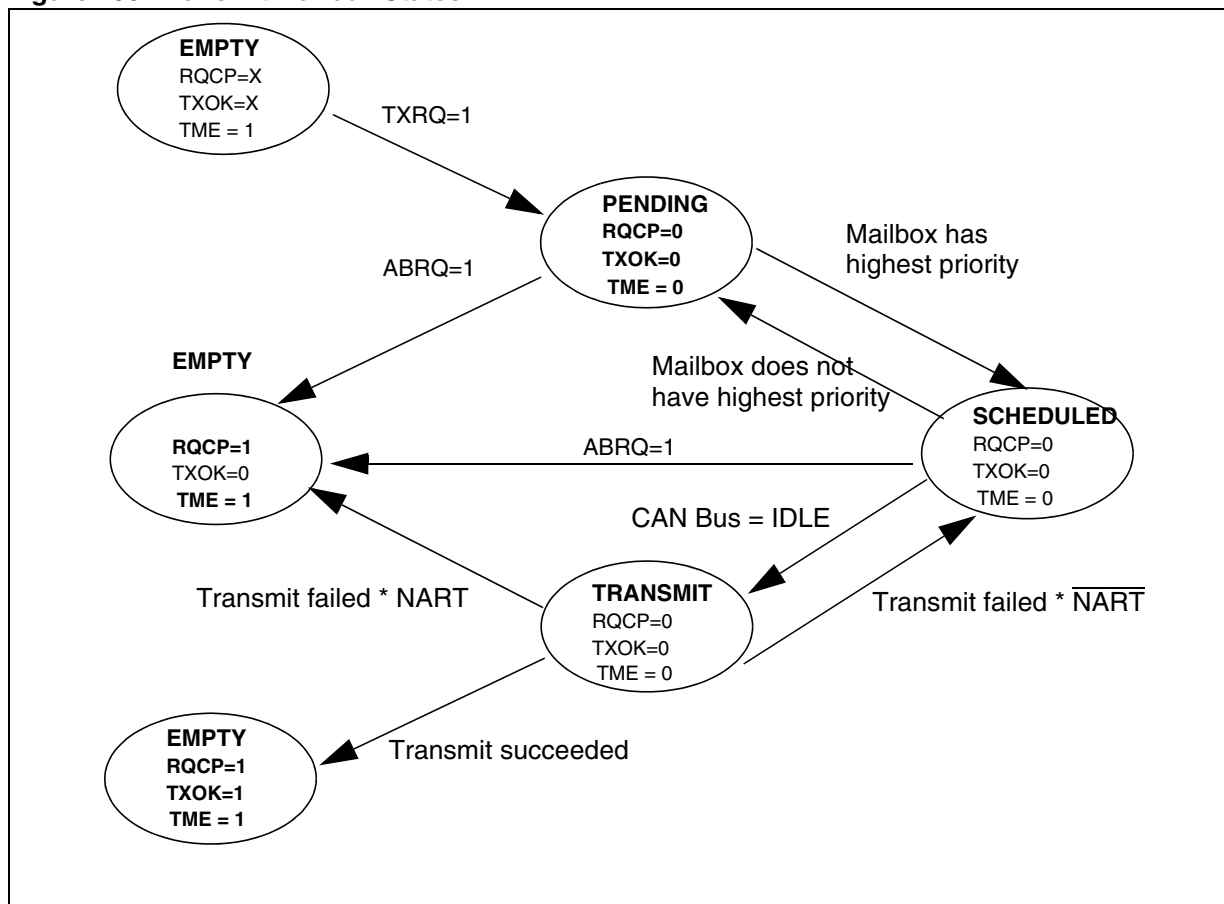 EMPTY
RQCP=X
TXOK=X
TME = 1
TXRQ=1
PENDING
RQCP=0
TXOK=0
TME = 0
Mailbox has
highest priority
ABRQ=1
EMPTY
Mailbox does not
have highest priority
RQCP=1
TXOK=0
TME = 1
ABRQ=1
SCHEDULED
RQCP=0
TXOK=0
TME = 0
CAN Bus = IDLE
Transmit failed * NART
TRANSMIT
RQCP=0
TXOK=0
TME = 0
Transmit failed * N̅A̅R̅T̅
EMPTY
RQCP=1
TXOK=1
TME = 1
Transmit succeeded